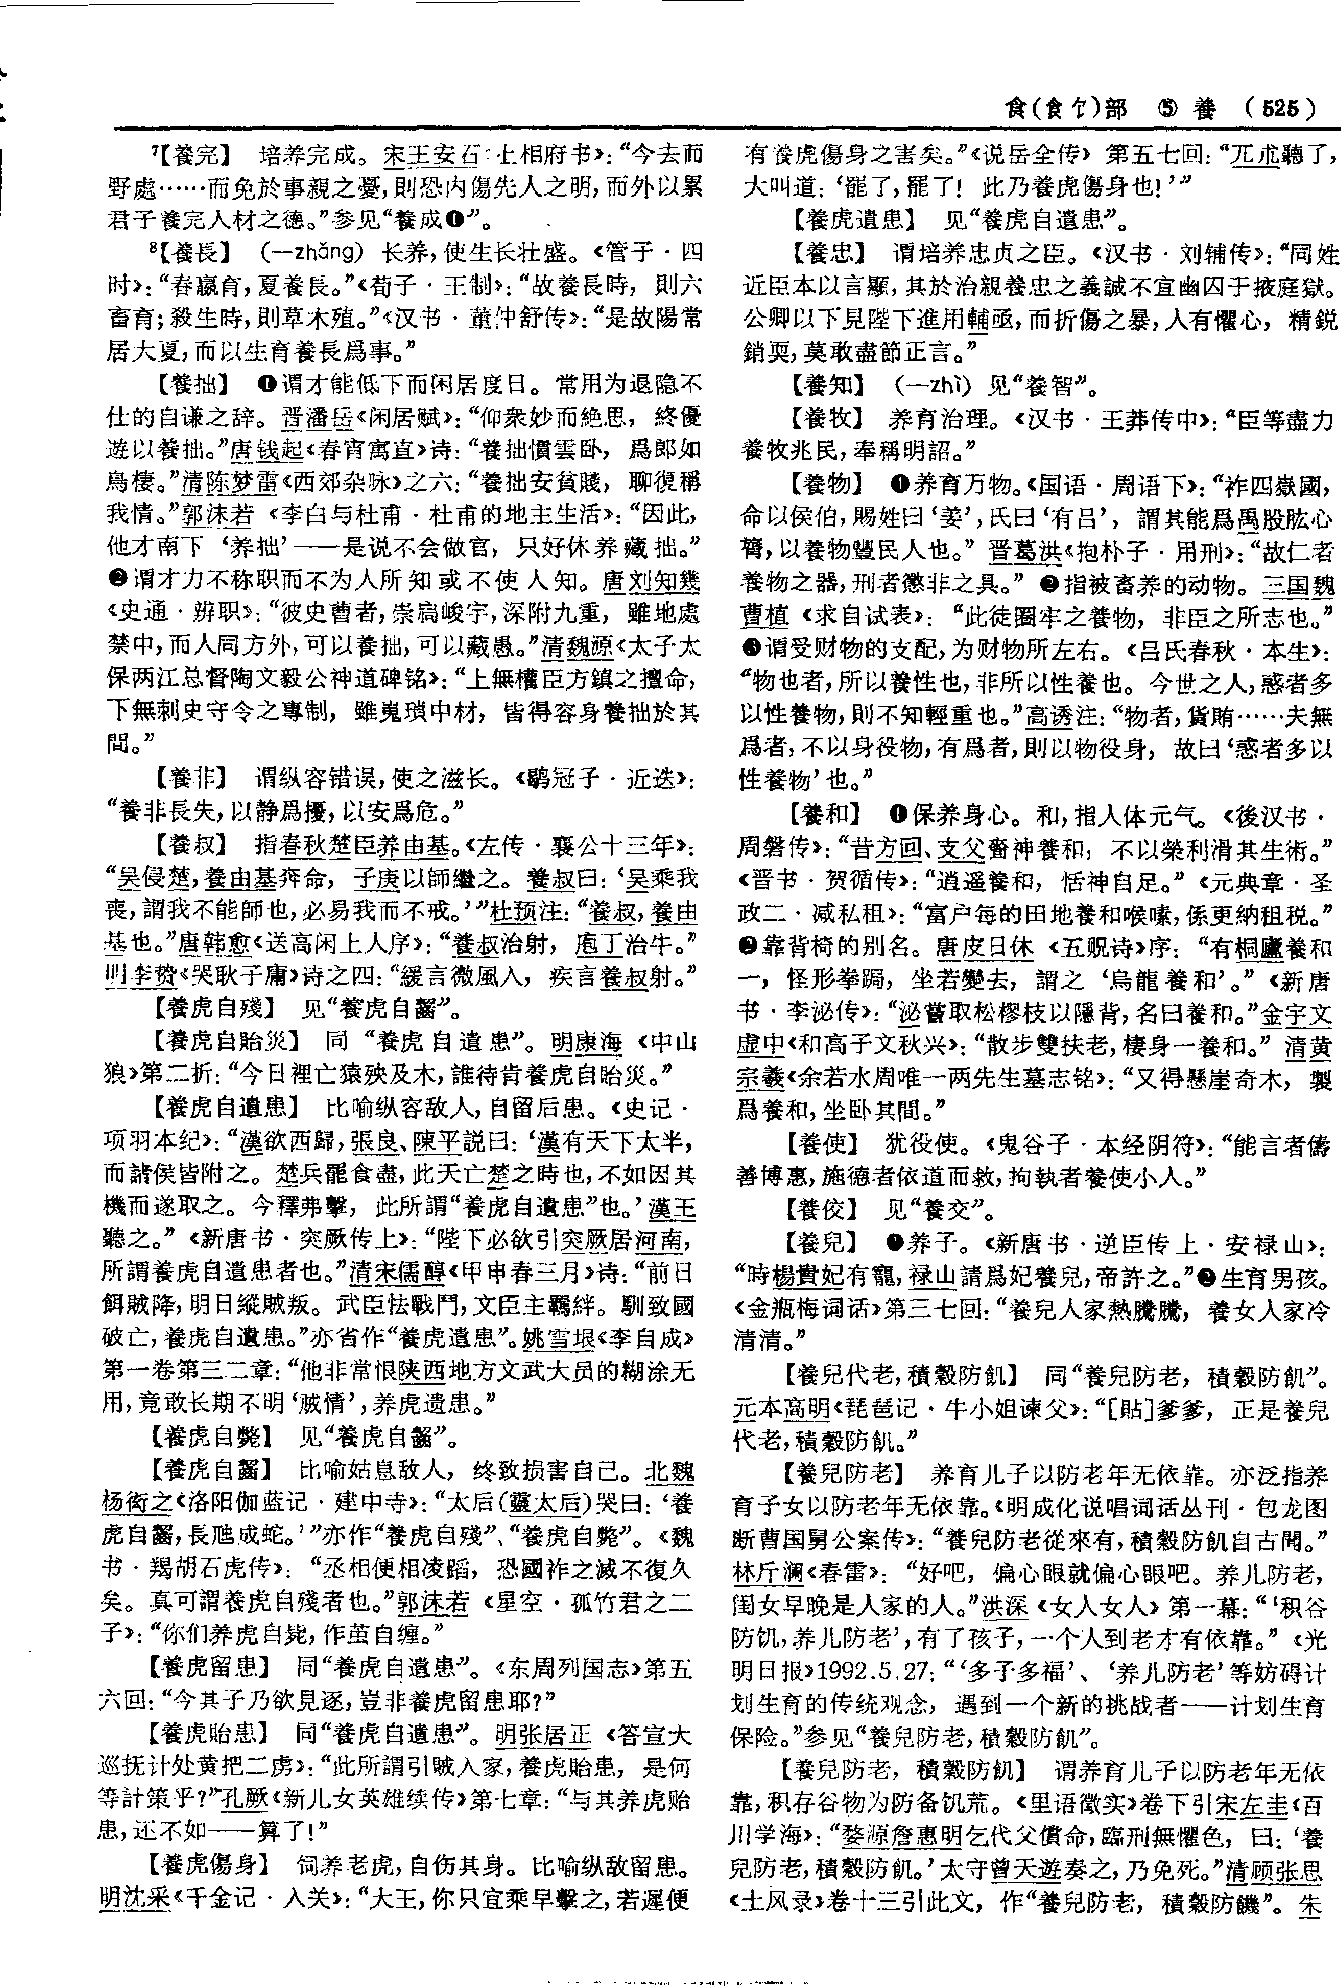 食(食饣)部 ⑤ 養 (525)
⁷【養完】 培养完成。宋王安石《上相府书》：“今去而
野處……而免於事親之憂，則恐内傷先人之明，而外以累
君子養完人材之德。”参见“養成❶”。
⁸【養長】 (—zhǎng) 长养，使生长壮盛。《管子·四
时》：“春嬴育，夏養長。”《荀子·王制》：“故養長時，則六
畜育；殺生時，則草木殖。”《汉书·董仲舒传》：“是故陽常
居大夏，而以生育養長爲事。”
【養拙】 ❶谓才能低下而闲居度日。常用为退隐不
仕的自谦之辞。晋潘岳《闲居赋》：“仰衆妙而絶思，終優
遊以養拙。”唐钱起《春宵寓直》诗：“養拙慣雲卧，爲郎如
鳥棲。”清陈梦雷《西郊杂咏》之六：“養拙安貧賤，聊復稱
我情。”郭沫若《李白与杜甫·杜甫的地主生活》：“因此，
他才南下‘养拙’——是说不会做官，只好休养藏拙。”
❷谓才力不称职而不为人所知或不使人知。唐刘知幾
《史通·辨职》：“彼史曹者，崇扃峻宇，深附九重，雖地處
禁中，而人同方外，可以養拙，可以藏愚。”清魏源《太子太
保两江总督陶文毅公神道碑铭》：“上無權臣方鎮之擅命，
下無刺史守令之專制，雖嵬瑣中材，皆得容身養拙於其
間。”
【養非】 谓纵容错误，使之滋长。《鹖冠子·近迭》：
“養非長失，以静爲擾，以安爲危。”
【養叔】 指春秋楚臣养由基。《左传·襄公十三年》：
“吴侵楚，養由基奔命，子庚以師繼之。養叔曰：‘吴乘我
喪，謂我不能師也，必易我而不戒。’”杜预注：“養叔，養由
基也。”唐韩愈《送高闲上人序》：“養叔治射，庖丁治牛。”
明李贽《哭耿子庸》诗之四：“緩言微風入，疾言養叔射。”
【養虎自殘】 见“養虎自齧”。
【養虎自貽災】 同“養虎自遺患”。明康海《中山
狼》第二折：“今日裡亡猿殃及木，誰待肯養虎自貽災。”
【養虎自遺患】 比喻纵容敌人，自留后患。《史记·
项羽本纪》：“漢欲西歸，張良、陳平説曰：‘漢有天下太半，
而諸侯皆附之。楚兵罷食盡，此天亡楚之時也，不如因其
機而遂取之。今釋弗擊，此所謂“養虎自遺患”也。’漢王
聽之。”《新唐书·突厥传上》：“陛下必欲引突厥居河南，
所謂養虎自遺患者也。”清宋儒醇《甲申春三月》诗：“前日
餌賊降，明日縱賊叛。武臣怯戰鬥，文臣主羈絆。馴致國
破亡，養虎自遺患。”亦省作“養虎遺患”。姚雪垠《李自成》
第一卷第三二章：“他非常恨陕西地方文武大员的糊涂无
用，竟敢长期不明‘贼情’，养虎遗患。”
【養虎自斃】 见“養虎自齧”。
【養虎自齧】 比喻姑息敌人，终致损害自己。北魏
杨衒之《洛阳伽蓝记·建中寺》：“太后(靈太后)哭曰：‘養
虎自齧，長虺成蛇。’”亦作“養虎自殘”、“養虎自斃”。《魏
书·羯胡石虎传》：“丞相便相凌蹈，恐國祚之滅不復久
矣。真可謂養虎自殘者也。”郭沫若《星空·孤竹君之二
子》：“你们养虎自毙，作茧自缠。”
【養虎留患】 同“養虎自遺患”。《东周列国志》第五
六回：“今其子乃欲見逐，豈非養虎留患耶？”
【養虎貽患】 同“養虎自遺患”。明张居正《答宣大
巡抚计处黄把二虏》：“此所謂引賊入家，養虎貽患，是何
等計策乎？”孔厥《新儿女英雄续传》第七章：“与其养虎贻
患，还不如——算了！”
【養虎傷身】 饲养老虎，自伤其身。比喻纵敌留患。
明沈采《千金记·入关》：“大王，你只宜乘早擊之，若遲便
有養虎傷身之害矣。”《说岳全传》第五七回：“兀朮聽了，
大叫道：‘罷了，罷了！此乃養虎傷身也！’”
【養虎遺患】 见“養虎自遺患”。
【養忠】 谓培养忠贞之臣。《汉书·刘辅传》：“同姓
近臣本以言顯，其於治親養忠之義誠不宜幽囚于掖庭獄。
公卿以下見陛下進用輔亟，而折傷之暴，人有懼心，精鋭
銷耎，莫敢盡節正言。”
【養知】 (—zhì) 见“養智”。
【養牧】 养育治理。《汉书·王莽传中》：“臣等盡力
養牧兆民，奉稱明詔。”
【養物】 ❶养育万物。《国语·周语下》：“祚四嶽國，
命以侯伯，賜姓曰‘姜’，氏曰‘有吕’，謂其能爲禹股肱心
膂，以養物豐民人也。”晋葛洪《抱朴子·用刑》：“故仁者
養物之器，刑者懲非之具。”❷指被畜养的动物。三国魏
曹植《求自试表》：“此徒圈牢之養物，非臣之所志也。”
❸谓受财物的支配，为财物所左右。《吕氏春秋·本生》：
“物也者，所以養性也，非所以性養也。今世之人，惑者多
以性養物，則不知輕重也。”高诱注：“物者，貨賄……夫無
爲者，不以身役物，有爲者，則以物役身，故曰‘惑者多以
性養物’也。”
【養和】 ❶保养身心。和，指人体元气。《後汉书·
周磐传》：“昔方回、支父嗇神養和，不以榮利滑其生術。”
《晋书·贺循传》：“逍遥養和，恬神自足。”《元典章·圣
政二·减私租》：“富户每的田地養和喉嗉，係更納租税。”
❷靠背椅的别名。唐皮日休《五贶诗》序：“有桐廬養和
一，怪形拳跼，坐若變去，謂之‘烏龍養和’。”《新唐
书·李泌传》：“泌嘗取松樛枝以隱背，名曰養和。”金宇文
虚中《和高子文秋兴》：“散步雙扶老，棲身一養和。”清黄
宗羲《余若水周唯一两先生墓志铭》：“又得懸崖奇木，製
爲養和，坐卧其間。”
【養使】 犹役使。《鬼谷子·本经阴符》：“能言者儔
善博惠，施德者依道而救，拘執者養使小人。”
【養佼】 见“養交”。
【養兒】 ❶养子。《新唐书·逆臣传上·安禄山》：
“時楊貴妃有寵，禄山請爲妃養兒，帝許之。”❷生育男孩。
《金瓶梅词话》第三七回：“養兒人家熱騰騰，養女人家冷
清清。”
【養兒代老，積穀防飢】 同“養兒防老，積穀防飢”。
元本高明《琵琶记·牛小姐谏父》：“[貼]爹爹，正是養兒
代老，積穀防飢。”
【養兒防老】 养育儿子以防老年无依靠。亦泛指养
育子女以防老年无依靠。《明成化说唱词话丛刊·包龙图
断曹国舅公案传》：“養兒防老從來有，積穀防飢自古聞。”
林斤澜《春雷》：“好吧，偏心眼就偏心眼吧。养儿防老，
闺女早晚是人家的人。”洪深《女人女人》第一幕：“‘积谷
防饥，养儿防老’，有了孩子，一个人到老才有依靠。”《光
明日报》1992.5.27：“‘多子多福’、‘养儿防老’等妨碍计
划生育的传统观念，遇到一个新的挑战者——计划生育
保险。”参见“養兒防老，積穀防飢”。
【養兒防老，積穀防飢】 谓养育儿子以防老年无依
靠，积存谷物为防备饥荒。《里语徵实》卷下引宋左圭《百
川学海》：“婺源詹惠明乞代父償命，臨刑無懼色，曰：‘養
兒防老，積穀防飢。’太守曾天遊奏之，乃免死。”清顾张思
《土风录》卷十三引此文，作“養兒防老，積穀防饑”。朱